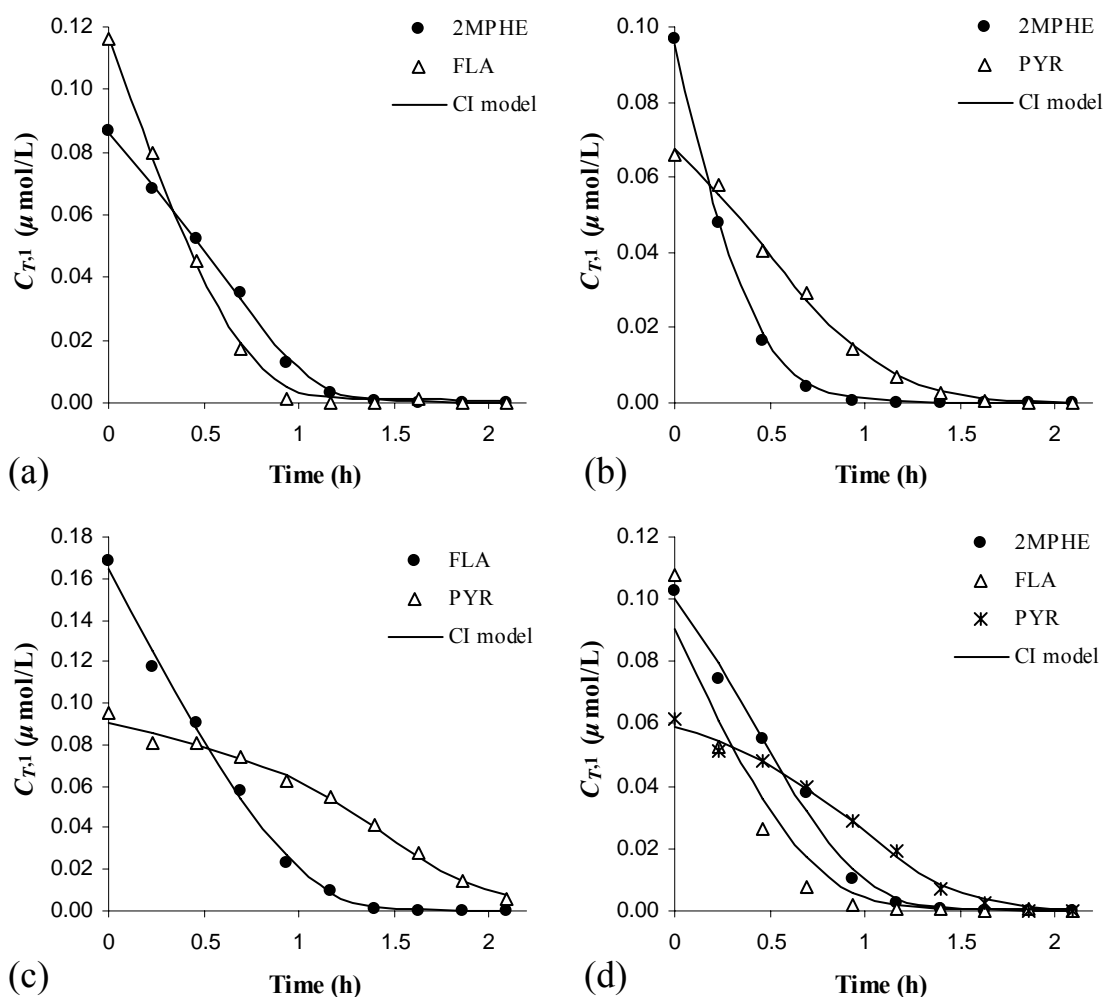 0.12
0.10
0.08
0.06
0.04
0.02
0.00
C_T,1 (μ mol/L)
2MPHE
FLA
CI model
0 0.5 1 1.5 2
Time (h)
(a)
0.10
0.08
0.06
0.04
0.02
0.00
C_T,1 (μ mol/L)
2MPHE
PYR
CI model
0 0.5 1 1.5 2
Time (h)
(b)
0.18
0.16
0.14
0.12
0.10
0.08
0.06
0.04
0.02
0.00
C_T,1 (μ mol/L)
FLA
PYR
CI model
0 0.5 1 1.5 2
Time (h)
(c)
0.12
0.10
0.08
0.06
0.04
0.02
0.00
C_T,1 (μ mol/L)
2MPHE
FLA
PYR
CI model
0 0.5 1 1.5 2
Time (h)
(d)